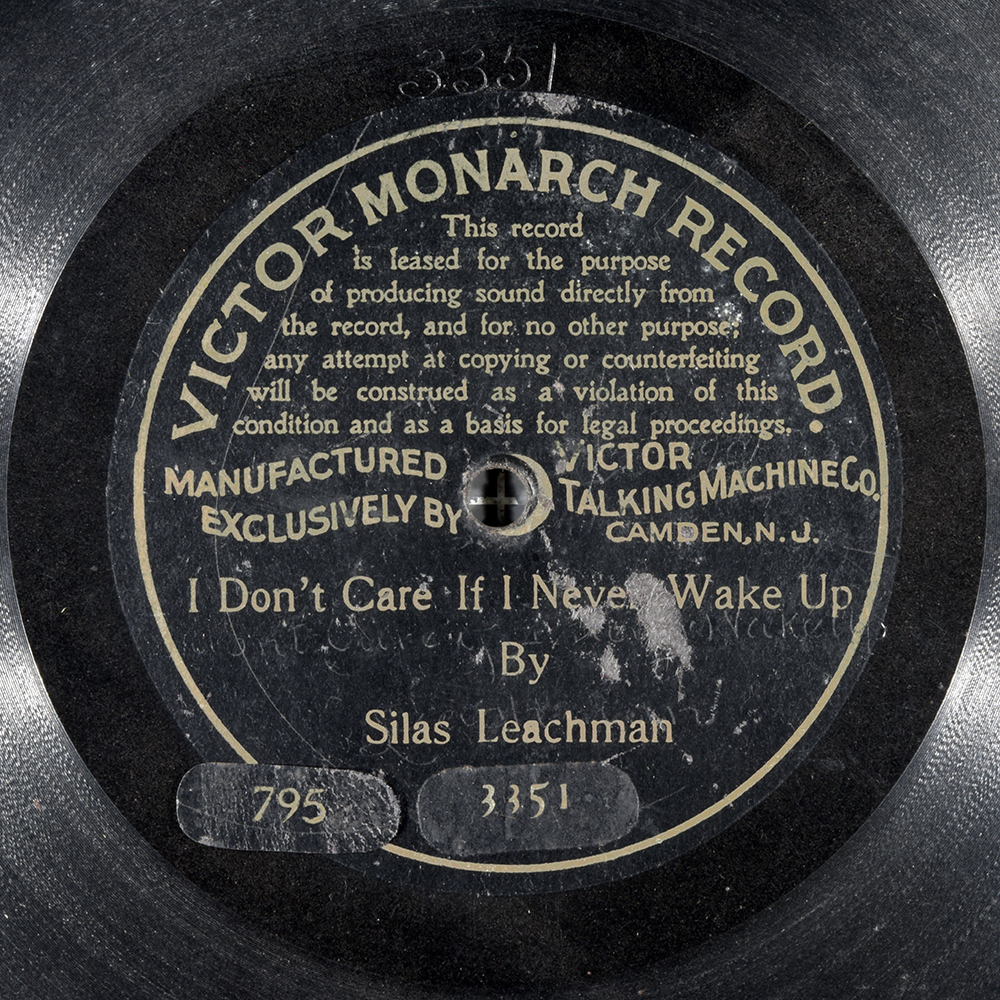 3351
VICTOR MONARCH RECORD
This record
is leased for the purpose
of producing sound directly from
the record, and for no other purpose;
any attempt at copying or counterfeiting
will be construed as a violation of this
condition and as a basis for legal proceedings.
MANUFACTURED
EXCLUSIVELY BY
VICTOR
TALKING MACHINE CO.
CAMDEN, N. J.
I Don't Care If I Never Wake Up
By
Silas Leachman
795
3351